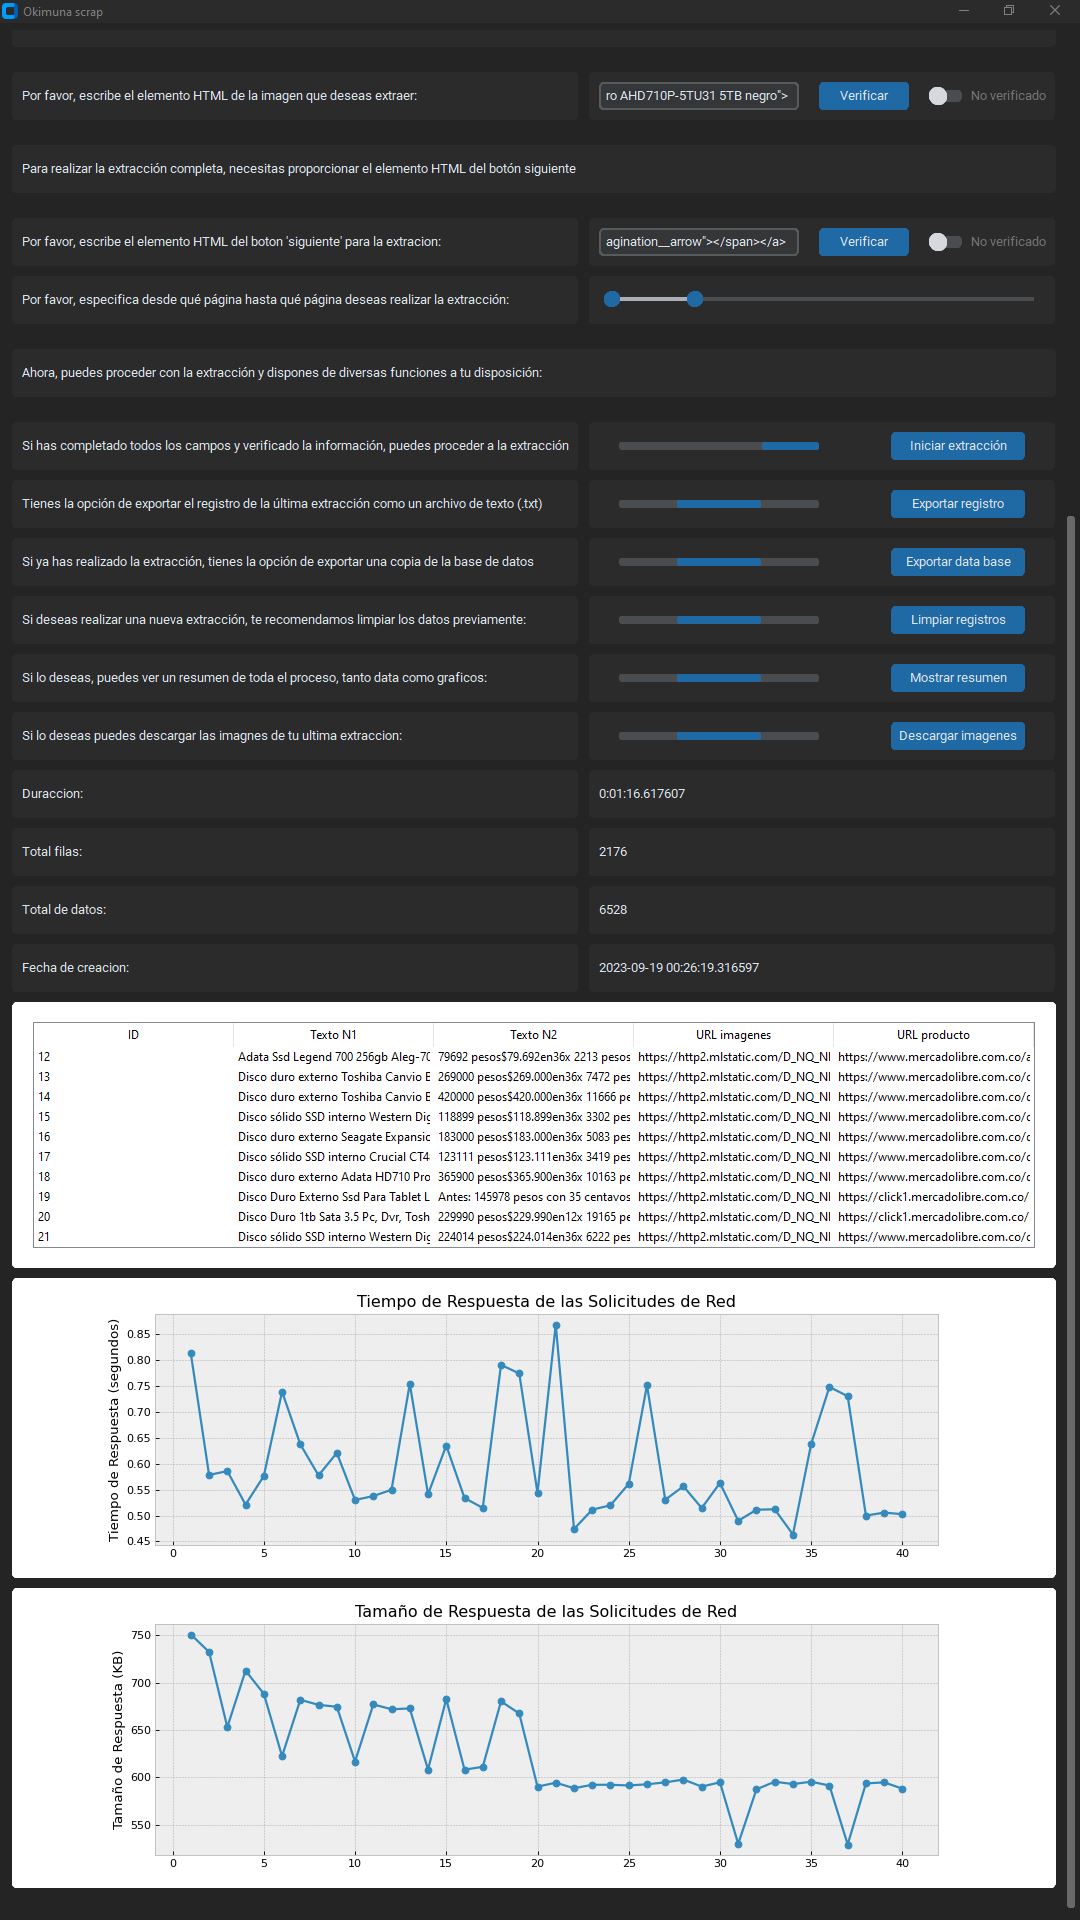 Okimuna scrap
Por favor, escribe el elemento HTML de la imagen que deseas extraer:
ro AHD710P-5TU31 5TB negro">
Verificar
No verificado
Para realizar la extracción completa, necesitas proporcionar el elemento HTML del botón siguiente
Por favor, escribe el elemento HTML del boton 'siguiente' para la extracion:
agination__arrow"></span></a>
Verificar
No verificado
Por favor, especifica desde qué página hasta qué página deseas realizar la extracción:
Ahora, puedes proceder con la extracción y dispones de diversas funciones a tu disposición:
Si has completado todos los campos y verificado la información, puedes proceder a la extracción
Iniciar extracción
Tienes la opción de exportar el registro de la última extracción como un archivo de texto (.txt)
Exportar registro
Si ya has realizado la extracción, tienes la opción de exportar una copia de la base de datos
Exportar data base
Si deseas realizar una nueva extracción, te recomendamos limpiar los datos previamente:
Limpiar registros
Si lo deseas, puedes ver un resumen de toda el proceso, tanto data como graficos:
Mostrar resumen
Si lo deseas puedes descargar las imagnes de tu ultima extraccion:
Descargar imagenes
Duraccion: 0:01:16.617607
Total filas: 2176
Total de datos: 6528
Fecha de creacion: 2023-09-19 00:26:19.316597
ID Texto N1 Texto N2 URL imagenes URL producto
12 Adata Ssd Legend 700 256gb Aleg-70 79692 pesos$79.692en36x 2213 pesos https://http2.mlstatic.com/D_NQ_NI https://www.mercadolibre.com.co/a
13 Disco duro externo Toshiba Canvio E 269000 pesos$269.000en36x 7472 pes https://http2.mlstatic.com/D_NQ_NI https://www.mercadolibre.com.co/c
14 Disco duro externo Toshiba Canvio E 420000 pesos$420.000en36x 11666 pe https://http2.mlstatic.com/D_NQ_NI https://www.mercadolibre.com.co/c
15 Disco sólido SSD interno Western Dig 118899 pesos$118.899en36x 3302 pes https://http2.mlstatic.com/D_NQ_NI https://www.mercadolibre.com.co/c
16 Disco duro externo Seagate Expansic 183000 pesos$183.000en36x 5083 pes https://http2.mlstatic.com/D_NQ_NI https://www.mercadolibre.com.co/c
17 Disco sólido SSD interno Crucial CT4 123111 pesos$123.111en36x 3419 pes https://http2.mlstatic.com/D_NQ_NI https://www.mercadolibre.com.co/c
18 Disco duro externo Adata HD710 Pro 365900 pesos$365.900en36x 10163 pe https://http2.mlstatic.com/D_NQ_NI https://www.mercadolibre.com.co/c
19 Disco Duro Externo Ssd Para Tablet L Antes: 145978 pesos con 35 centavos https://http2.mlstatic.com/D_NQ_NI https://click1.mercadolibre.com.co/
20 Disco Duro 1tb Sata 3.5 Pc, Dvr, Tosh 229990 pesos$229.990en12x 19165 pe https://http2.mlstatic.com/D_NQ_NI https://click1.mercadolibre.com.co/
21 Disco sólido SSD interno Western Dig 224014 pesos$224.014en36x 6222 pes https://http2.mlstatic.com/D_NQ_NI https://www.mercadolibre.com.co/c
Tiempo de Respuesta de las Solicitudes de Red
Tiempo de Respuesta (segundos)
0.85
0.80
0.75
0.70
0.65
0.60
0.55
0.50
0.45
0 5 10 15 20 25 30 35 40
Tamaño de Respuesta de las Solicitudes de Red
Tamaño de Respuesta (KB)
750
700
650
600
550
0 5 10 15 20 25 30 35 40